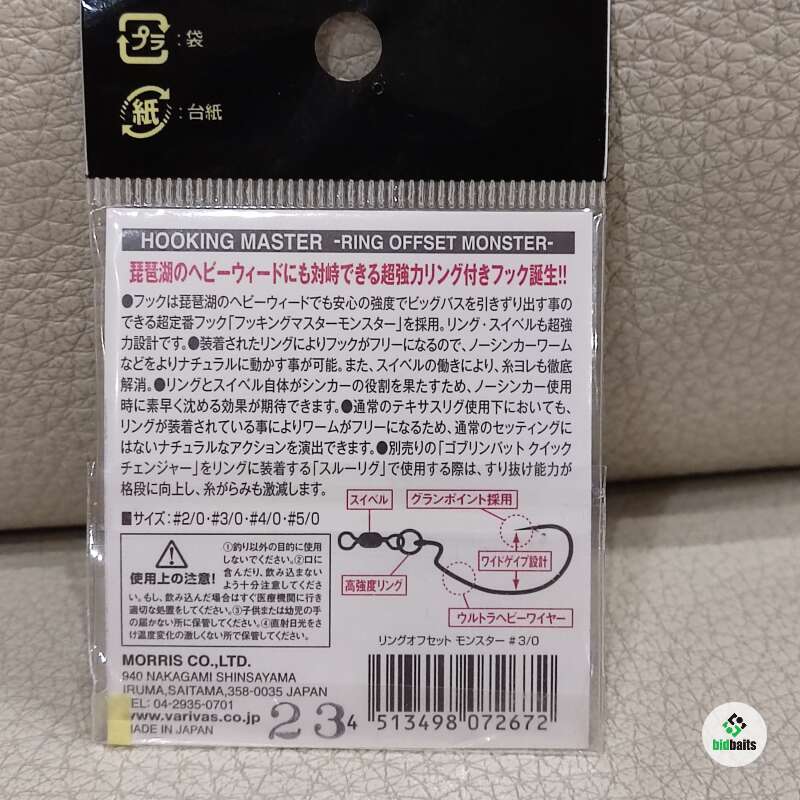 プラ：袋
紙：台紙
HOOKING MASTER -RING OFFSET MONSTER-
琵琶湖のヘビーウィードにも対峙できる超強力リング付きフック誕生!!
●フックは琵琶湖のヘビーウィードでも安心の強度でビッグバスを引きずり出す事の
できる超定番フック「フッキングマスターモンスター」を採用。リング・スイベルも超強
力設計です。●装着されたリングによりフックがフリーになるので、ノーシンカーワーム
などをよりナチュラルに動かす事が可能。また、スイベルの働きにより、糸ヨレも徹底
解消。●リングとスイベル自体がシンカーの役割を果たすため、ノーシンカー使用
時に素早く沈める効果が期待できます。●通常のテキサスリグ使用下においても、
リングが装着されている事によりワームがフリーになるため、通常のセッティングに
はないナチュラルなアクションを演出できます。●別売りの「ゴブリンバット クイック
チェンジャー」をリングに装着する「スルーリグ」で使用する際は、すり抜け能力が
格段に向上し、糸がらみも激減します。
■サイズ：#2/0・#3/0・#4/0・#5/0
スイベル
グランポイント採用
ワイドゲイプ設計
高強度リング
ウルトラヘビーワイヤー
使用上の注意!
①釣り以外の目的に使用
しないでください。②口に
含んだり、飲み込まない
よう十分注意してくださ
い。もし、飲み込んだ場合はすぐ医療機関に行き
適切な処置をしてください。③子供または幼児の手
の届かない所に保管してください。④直射日光をさ
け温度変化の激しくない所で保管してください。
リングオフセット モンスター #3/0
MORRIS CO.,LTD.
940 NAKAGAMI SHINSAYAMA
IRUMA,SAITAMA,358-0035 JAPAN
TEL: 04-2935-0701
www.varivas.co.jp
MADE IN JAPAN
23
4 513498 072672
bidbaits